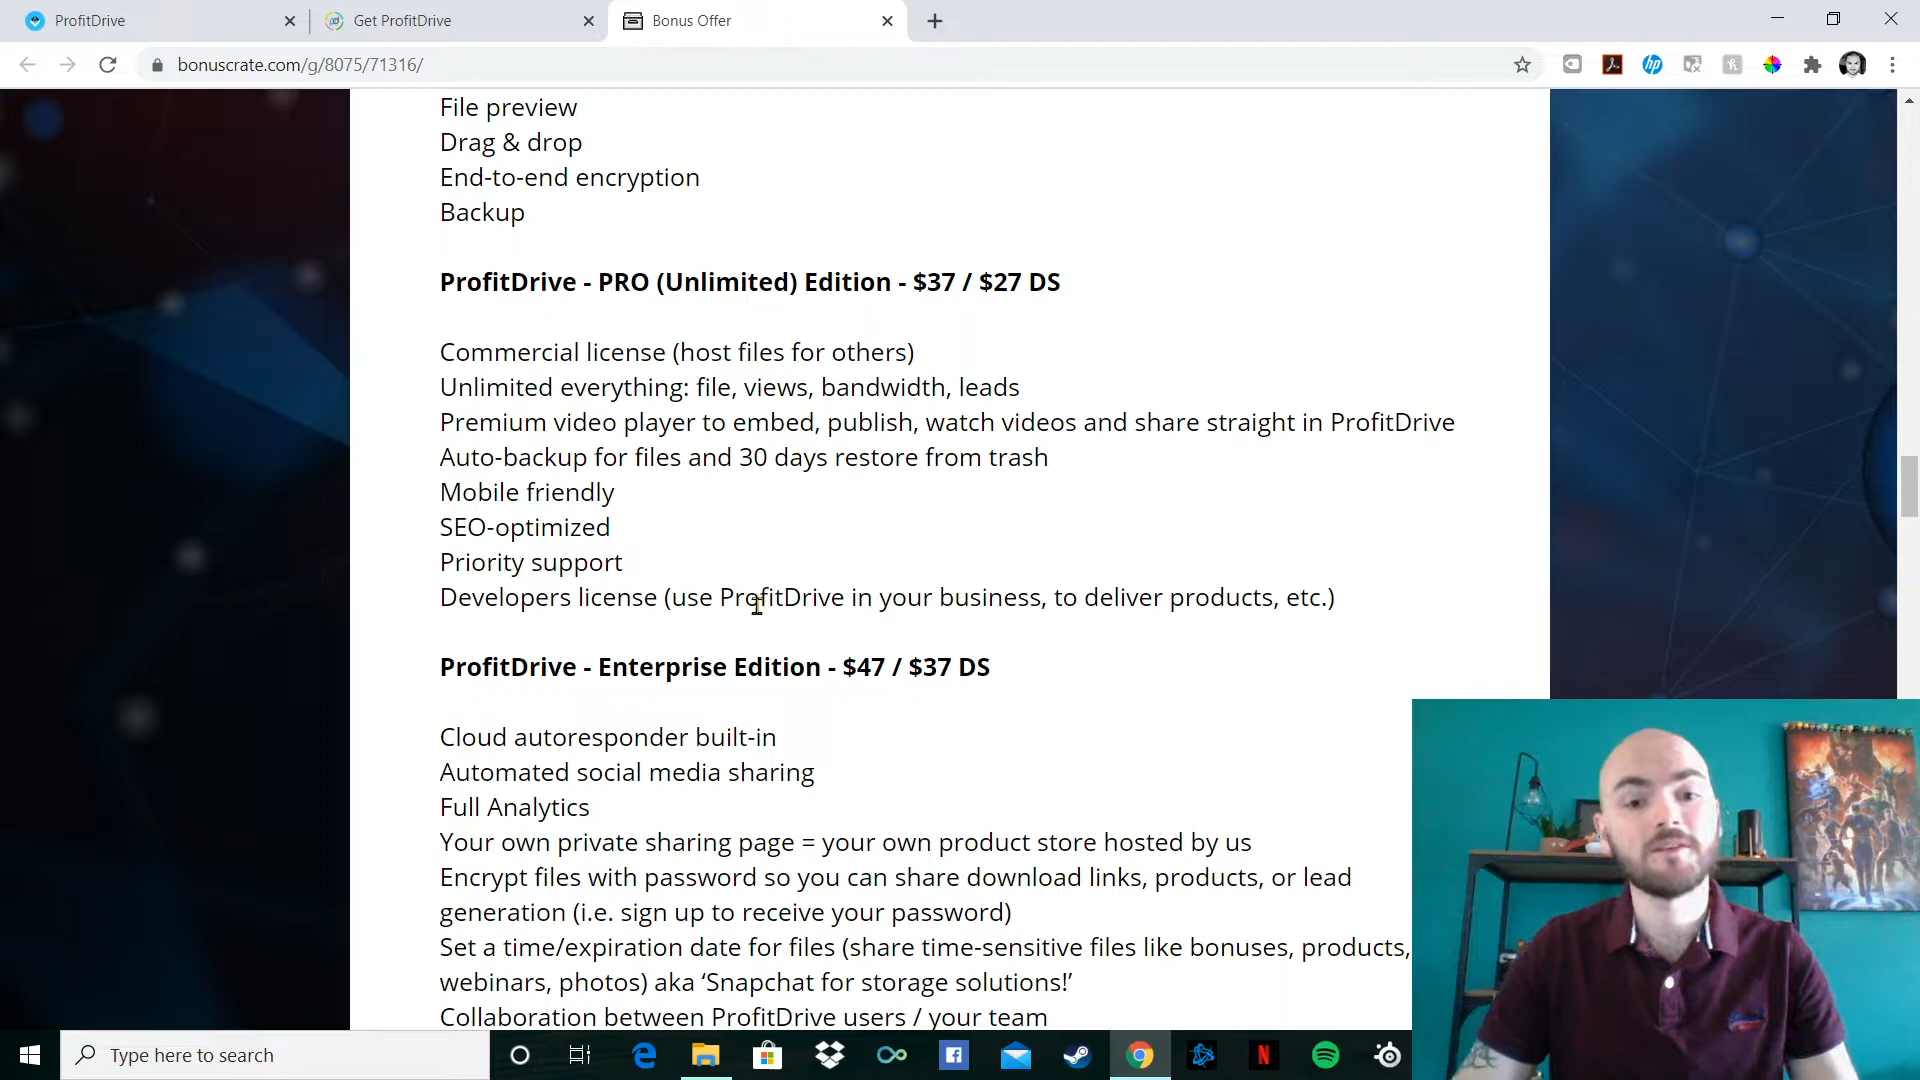 ProfitDrive
Get ProfitDrive
Bonus Offer
bonuscrate.com/g/8075/71316/
File preview
Drag & drop
End-to-end encryption
Backup
ProfitDrive - PRO (Unlimited) Edition - $37 / $27 DS
Commercial license (host files for others)
Unlimited everything: file, views, bandwidth, leads
Premium video player to embed, publish, watch videos and share straight in ProfitDrive
Auto-backup for files and 30 days restore from trash
Mobile friendly
SEO-optimized
Priority support
Developers license (use ProfitDrive in your business, to deliver products, etc.)
ProfitDrive - Enterprise Edition - $47 / $37 DS
Cloud autoresponder built-in
Automated social media sharing
Full Analytics
Your own private sharing page = your own product store hosted by us
Encrypt files with password so you can share download links, products, or lead
generation (i.e. sign up to receive your password)
Set a time/expiration date for files (share time-sensitive files like bonuses, products,
webinars, photos) aka ‘Snapchat for storage solutions!’
Collaboration between ProfitDrive users / your team
Type here to search